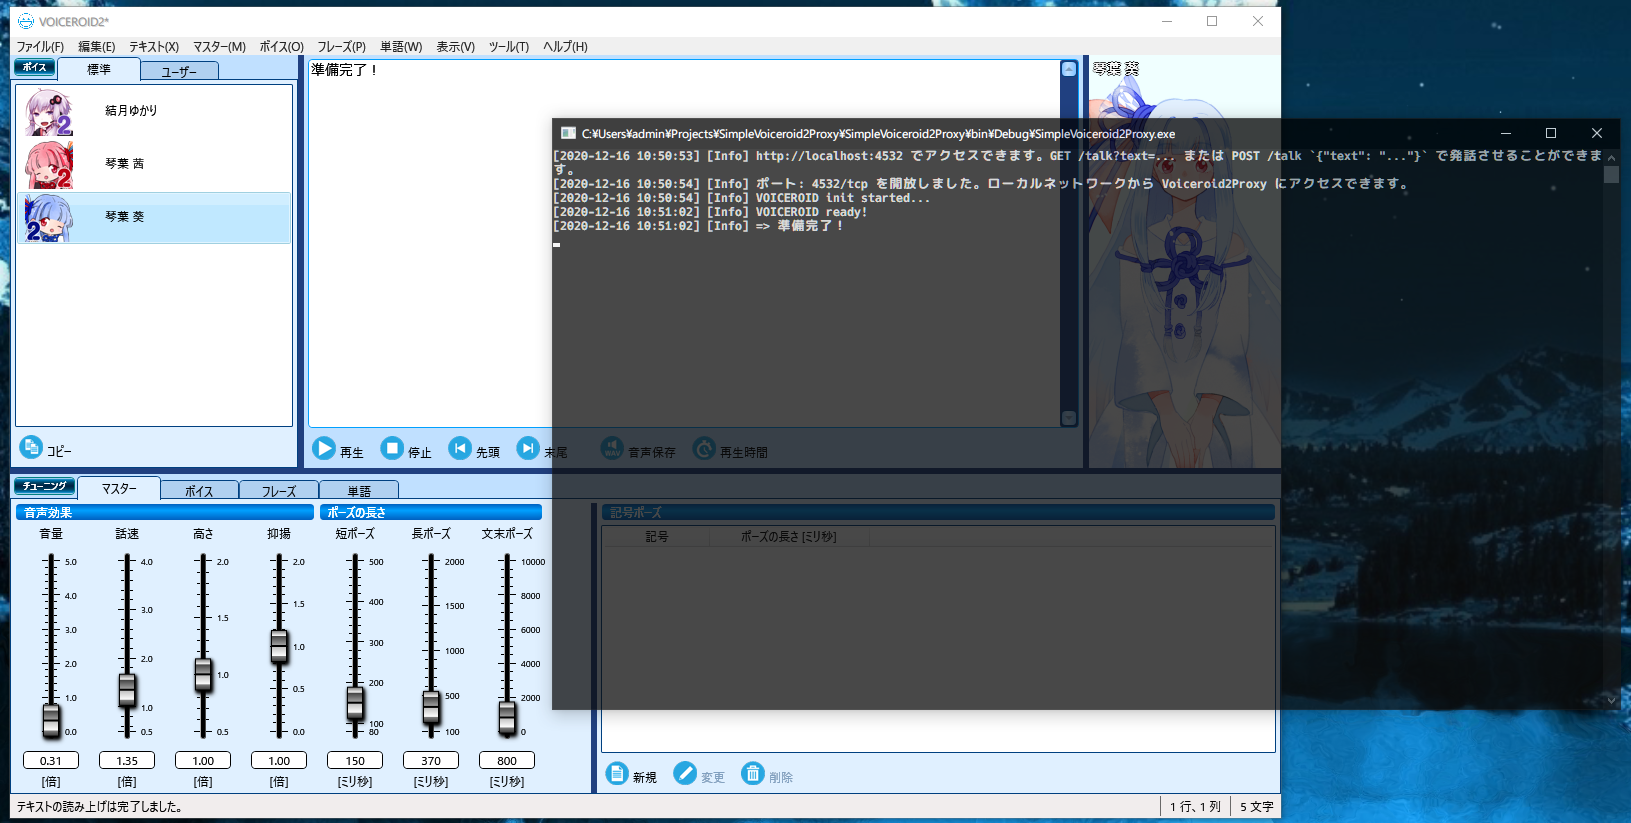 VOICEROID2*
ファイル(F) 編集(E) テキスト(X) マスター(M) ボイス(O) フレーズ(P) 単語(W) 表示(V) ツール(T) ヘルプ(H)
ボイス 標準 ユーザー
結月ゆかり
2
琴葉 茜
2
琴葉 葵
2
コピー
準備完了！
再生 停止 先頭 末尾 音声保存 再生時間
WAV
琴葉 葵
C:¥Users¥admin¥Projects¥SimpleVoiceroid2Proxy¥SimpleVoiceroid2Proxy¥bin¥Debug¥SimpleVoiceroid2Proxy.exe
[2020-12-16 10:50:53] [Info] http://localhost:4532 でアクセスできます。GET /talk?text=... または POST /talk `{"text": "..."}` で発話させることができま
す。
[2020-12-16 10:50:54] [Info] ポート: 4532/tcp を開放しました。ローカルネットワークから Voiceroid2Proxy にアクセスできます。
[2020-12-16 10:50:54] [Info] VOICEROID init started...
[2020-12-16 10:51:02] [Info] VOICEROID ready!
[2020-12-16 10:51:02] [Info] => 準備完了！
チューニング マスター ボイス フレーズ 単語
音声効果 ポーズの長さ
音量 話速 高さ 抑揚 短ポーズ 長ポーズ 文末ポーズ
5.0 4.0 2.0 2.0 500 2000 10000
4.0 3.0 1.5 1.5 400 1500 8000
3.0 2.0 1.0 1.0 300 1000 6000
2.0 1.0 0.5 0.5 200 500 4000
1.0 0.5 0.0 100 100 2000
0.0 80 0
0.31 1.35 1.00 1.00 150 370 800
[倍] [倍] [倍] [倍] [ミリ秒] [ミリ秒] [ミリ秒]
記号ポーズ
記号 ポーズの長さ [ミリ秒]
新規 変更 削除
テキストの読み上げは完了しました。 1 行、1 列 5 文字